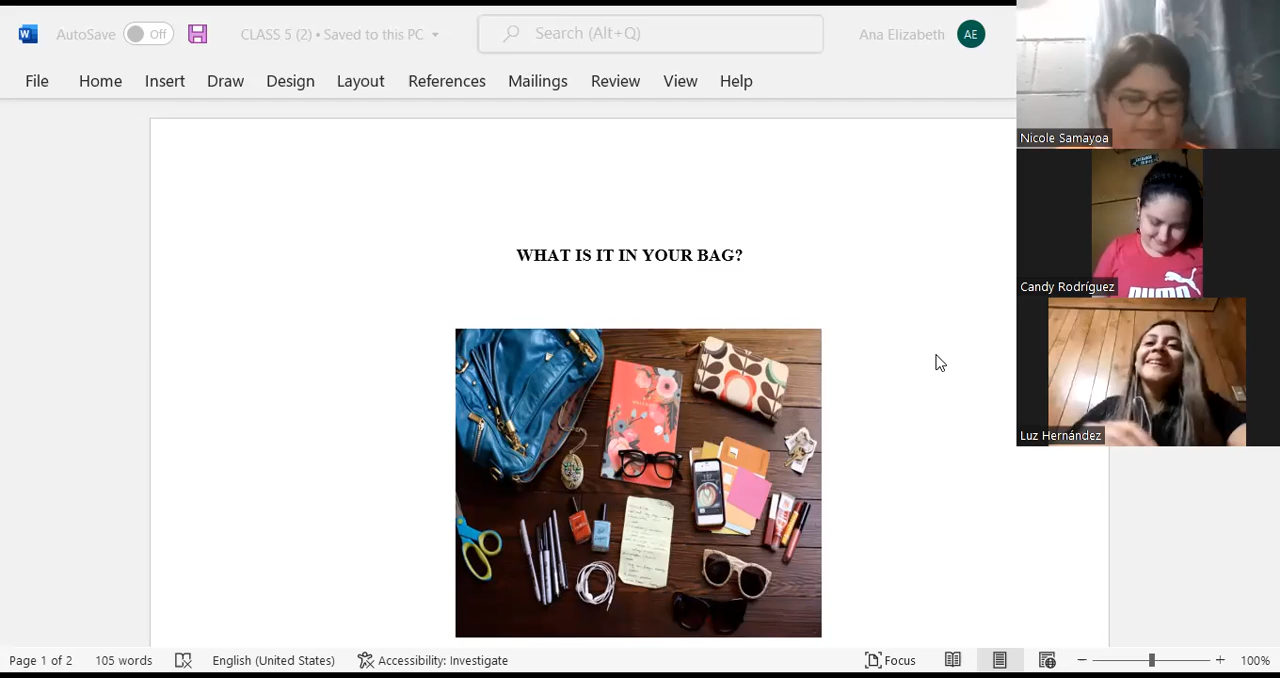 AutoSave Off CLASS 5 (2) • Saved to this PC Search (Alt+Q) Ana Elizabeth AE
File Home Insert Draw Design Layout References Mailings Review View Help
WHAT IS IT IN YOUR BAG?
Nicole Samayoa
Candy Rodríguez
PUMA
Luz Hernández
Page 1 of 2 105 words English (United States) Accessibility: Investigate Focus 100%